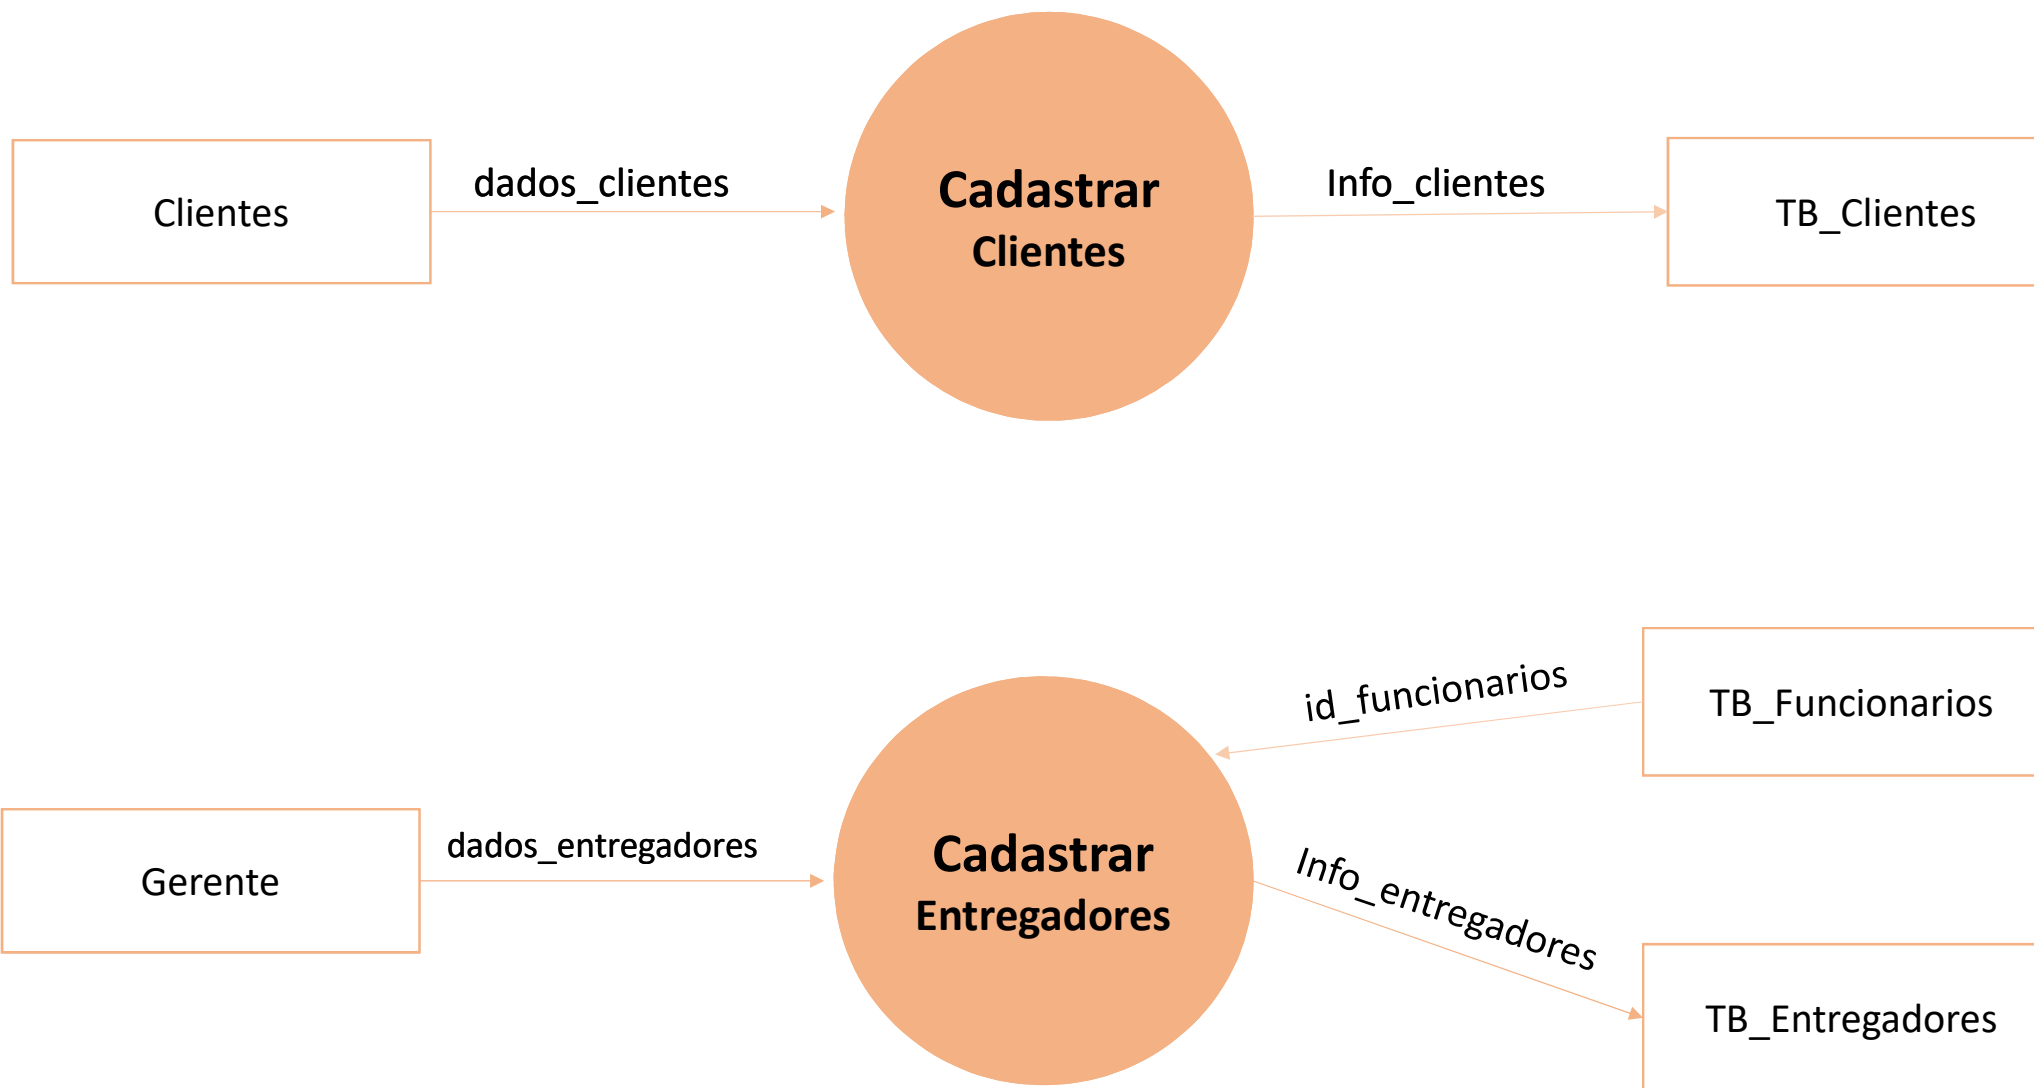 Clientes
dados_clientes
Cadastrar
Clientes
Info_clientes
TB_Clientes
Gerente
dados_entregadores
Cadastrar
Entregadores
id_funcionarios
TB_Funcionarios
Info_entregadores
TB_Entregadores